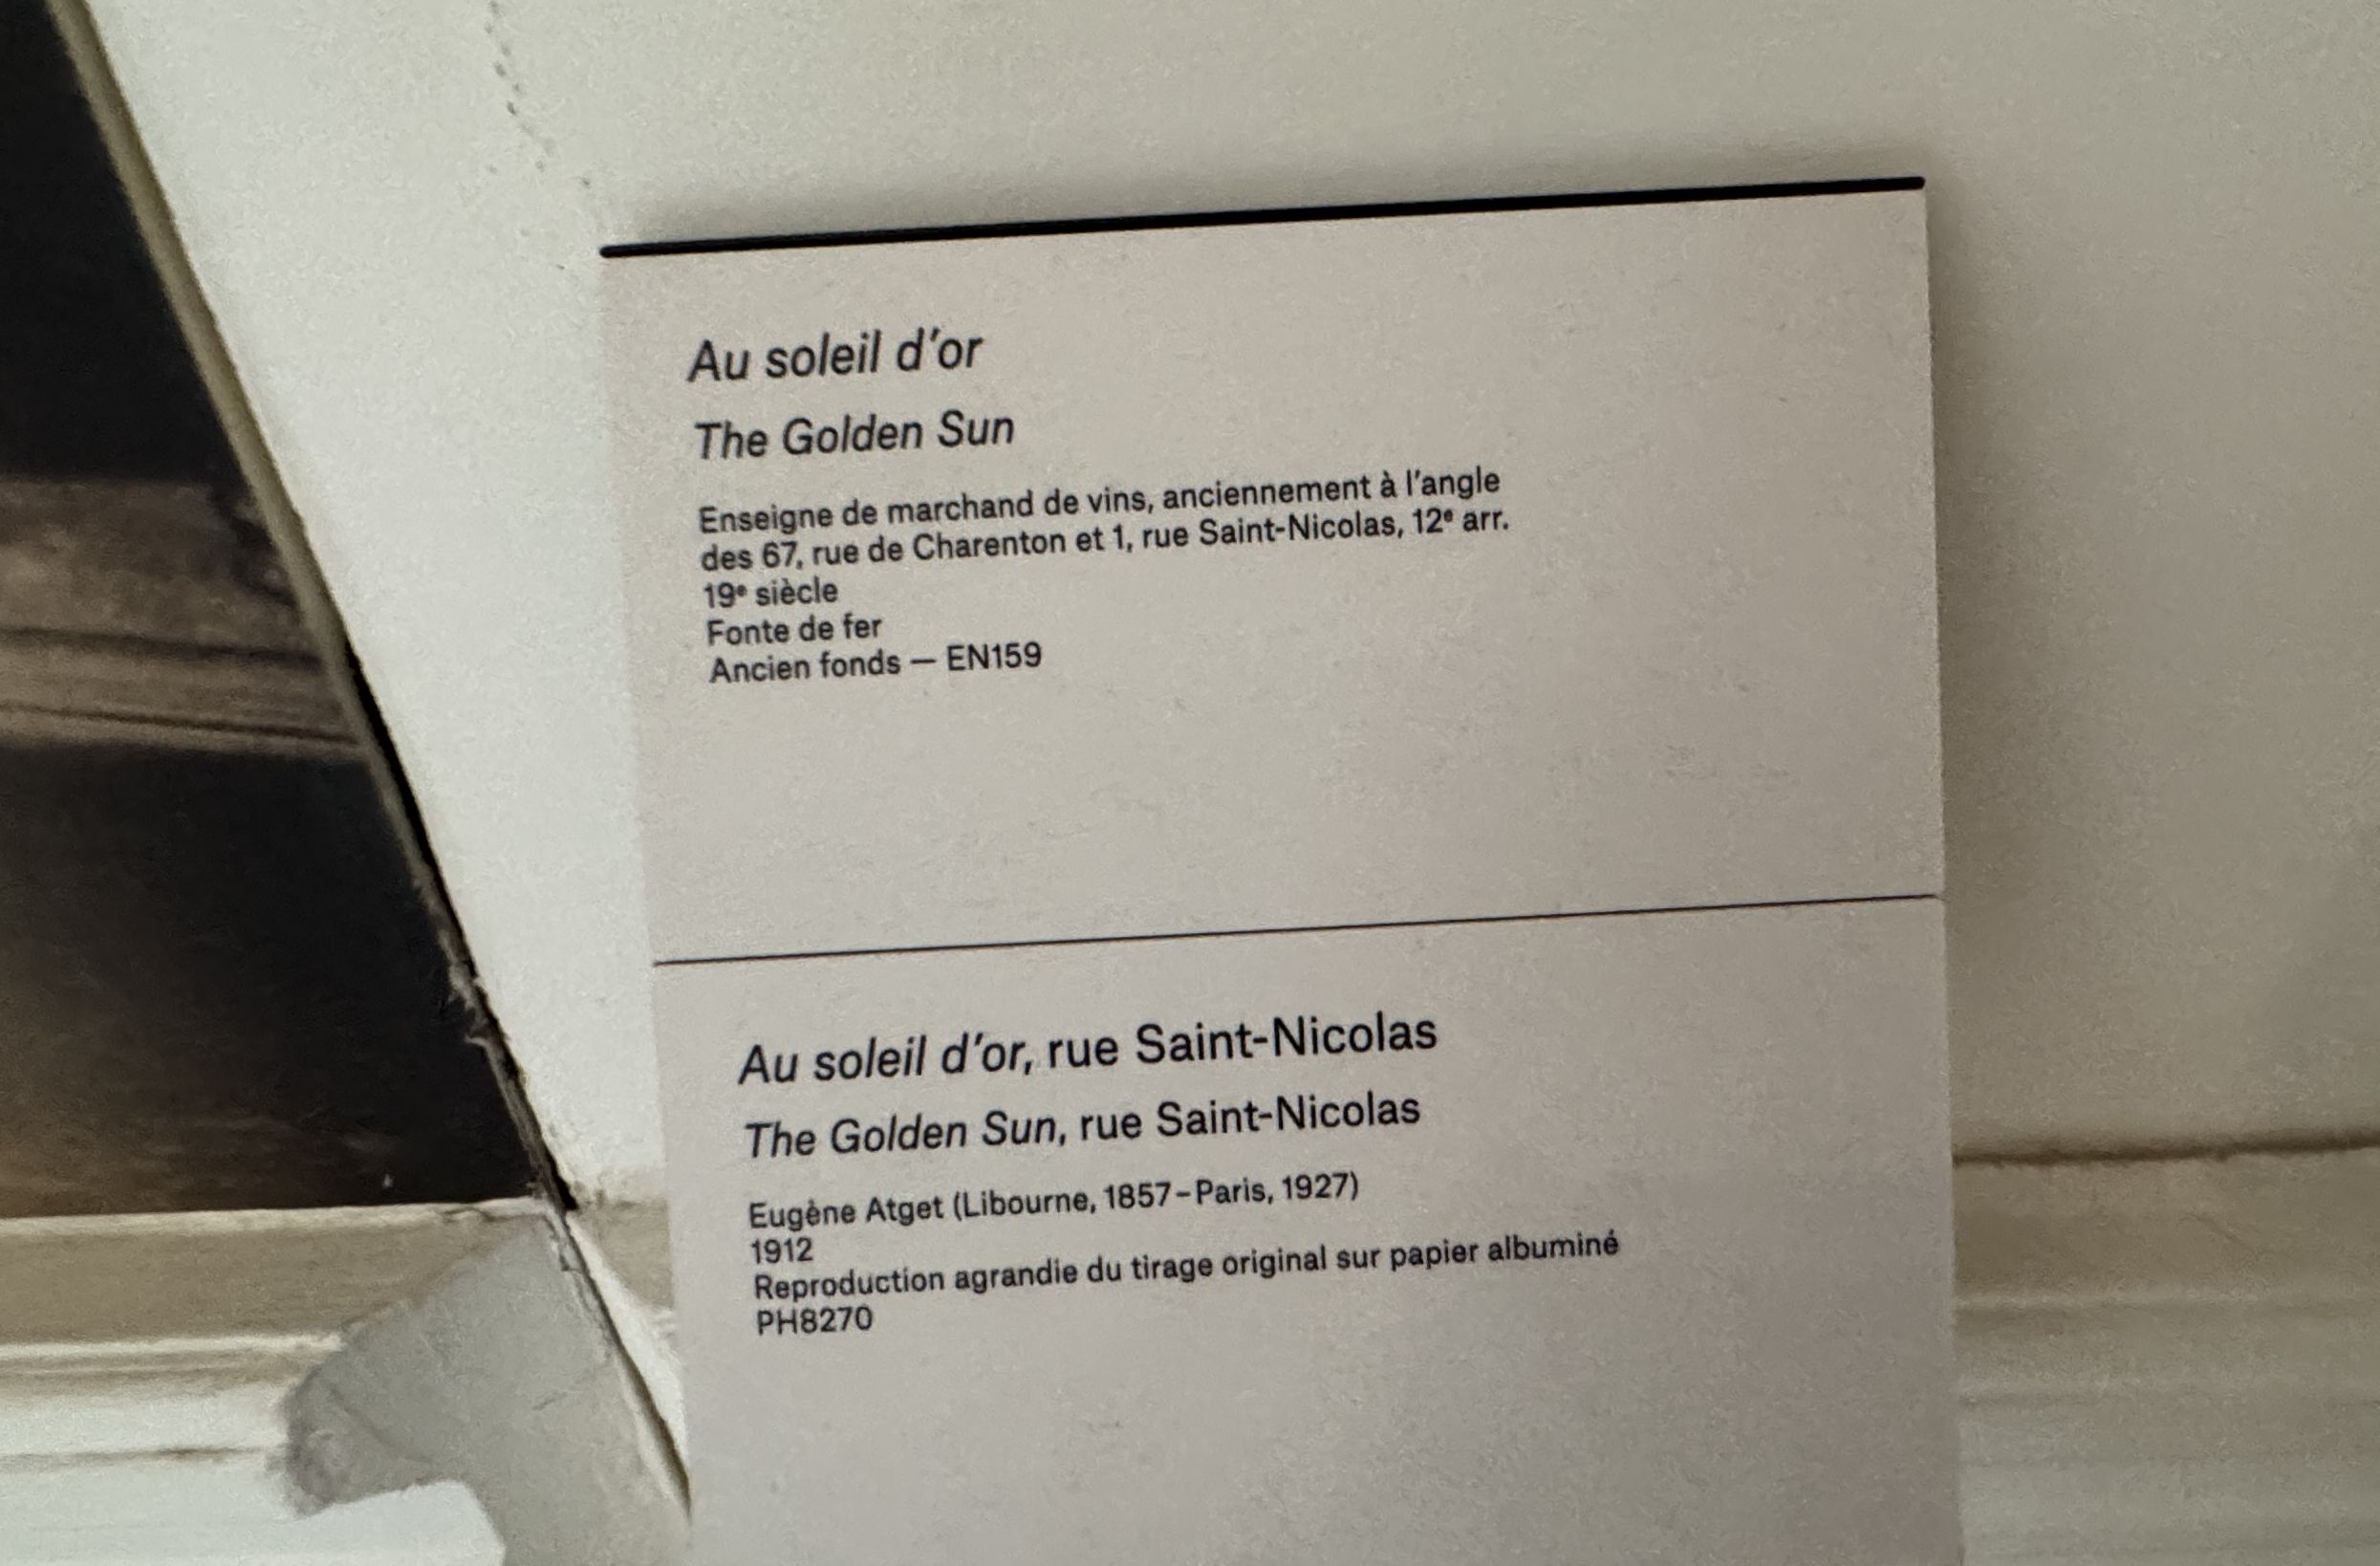 Au soleil d’or
The Golden Sun
Enseigne de marchand de vins, anciennement à l’angle
des 67, rue de Charenton et 1, rue Saint-Nicolas, 12ᵉ arr.
19ᵉ siècle
Fonte de fer
Ancien fonds — EN159
Au soleil d’or, rue Saint-Nicolas
The Golden Sun, rue Saint-Nicolas
Eugène Atget (Libourne, 1857–Paris, 1927)
1912
Reproduction agrandie du tirage original sur papier albuminé
PH8270